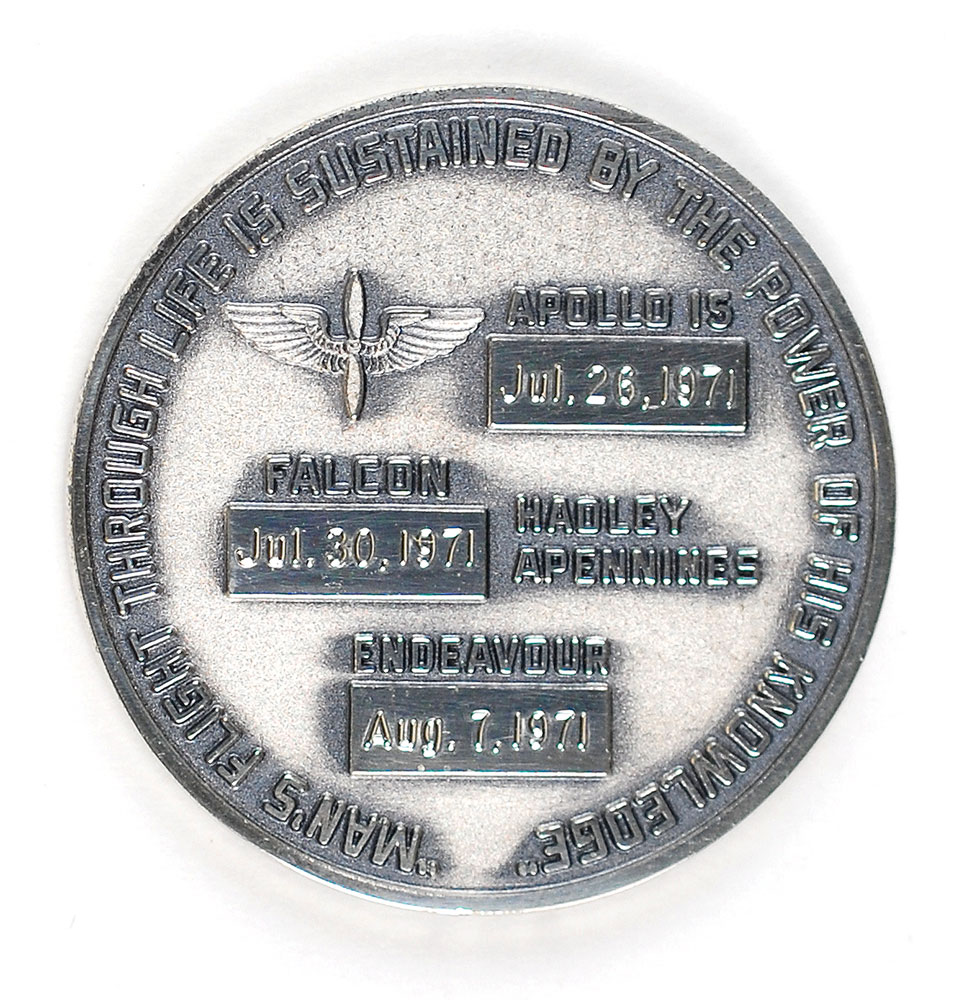 "MAN'S FLIGHT THROUGH LIFE IS SUSTAINED BY THE POWER OF HIS KNOWLEDGE"
APOLLO 15
Jul. 26, 1971
FALCON
Jul. 30, 1971
HADLEY
APENNINES
ENDEAVOUR
Aug. 7, 1971